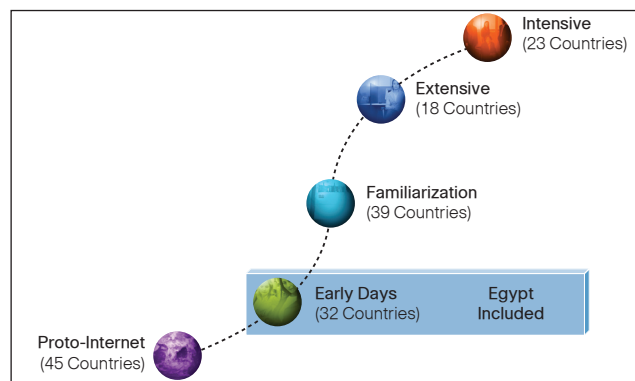 Intensive
(23 Countries)
Extensive
(18 Countries)
Familiarization
(39 Countries)
Early Days
(32 Countries)
Egypt
Included
Proto-Internet
(45 Countries)